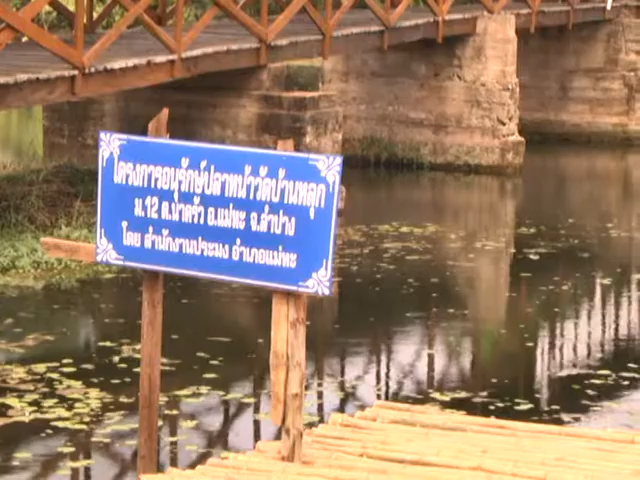 โครงการอนุรักษ์ปลาหน้าวัดบ้านหลุก
ม.12 ต.นาครัว อ.แม่ทะ จ.ลำปาง
โดย สำนักงานประมง อำเภอแม่ทะ